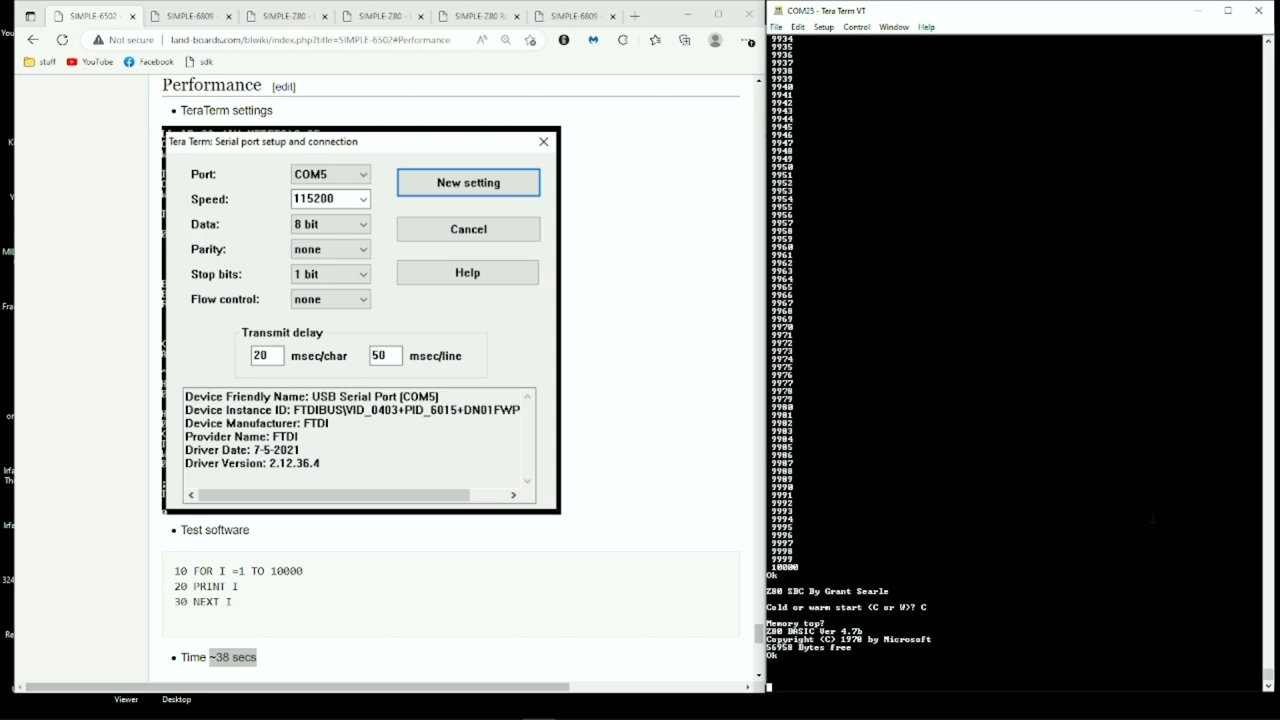 SIMPLE-6502 -
SIMPLE-6809 -
SIMPLE-Z80 - I
SIMPLE-Z80 - I
SIMPLE-Z80 R
SIMPLE-6809
Not secure | land-boards.com/blwiki/index.php?title=SIMPLE-6502#Performance
stuff YouTube Facebook sdk
Performance [edit]
TeraTerm settings
Tera Term: Serial port setup and connection
Port: COM5 New setting
Speed: 115200
Data: 8 bit Cancel
Parity: none
Stop bits: 1 bit Help
Flow control: none
Transmit delay
20 msec/char 50 msec/line
Device Friendly Name: USB Serial Port (COM5)
Device Instance ID: FTDIBUS\VID_0403+PID_6015+DN01FWP
Device Manufacturer: FTDI
Provider Name: FTDI
Driver Date: 7-5-2021
Driver Version: 2.12.36.4
Test software
10 FOR I =1 TO 10000
20 PRINT I
30 NEXT I
Time ~38 secs
Viewer Desktop
COM25 - Tera Term VT
File Edit Setup Control Window Help
9934
9935
9936
9937
9938
9939
9940
9941
9942
9943
9944
9945
9946
9947
9948
9949
9950
9951
9952
9953
9954
9955
9956
9957
9958
9959
9960
9961
9962
9963
9964
9965
9966
9967
9968
9969
9970
9971
9972
9973
9974
9975
9976
9977
9978
9979
9980
9981
9982
9983
9984
9985
9986
9987
9988
9989
9990
9991
9992
9993
9994
9995
9996
9997
9998
9999
10000
Ok
Z80 SBC By Grant Searle
Cold or warm start (C or W)? C
Memory top?
Z80 BASIC Ver 4.7b
Copyright (C) 1978 by Microsoft
56958 Bytes free
Ok